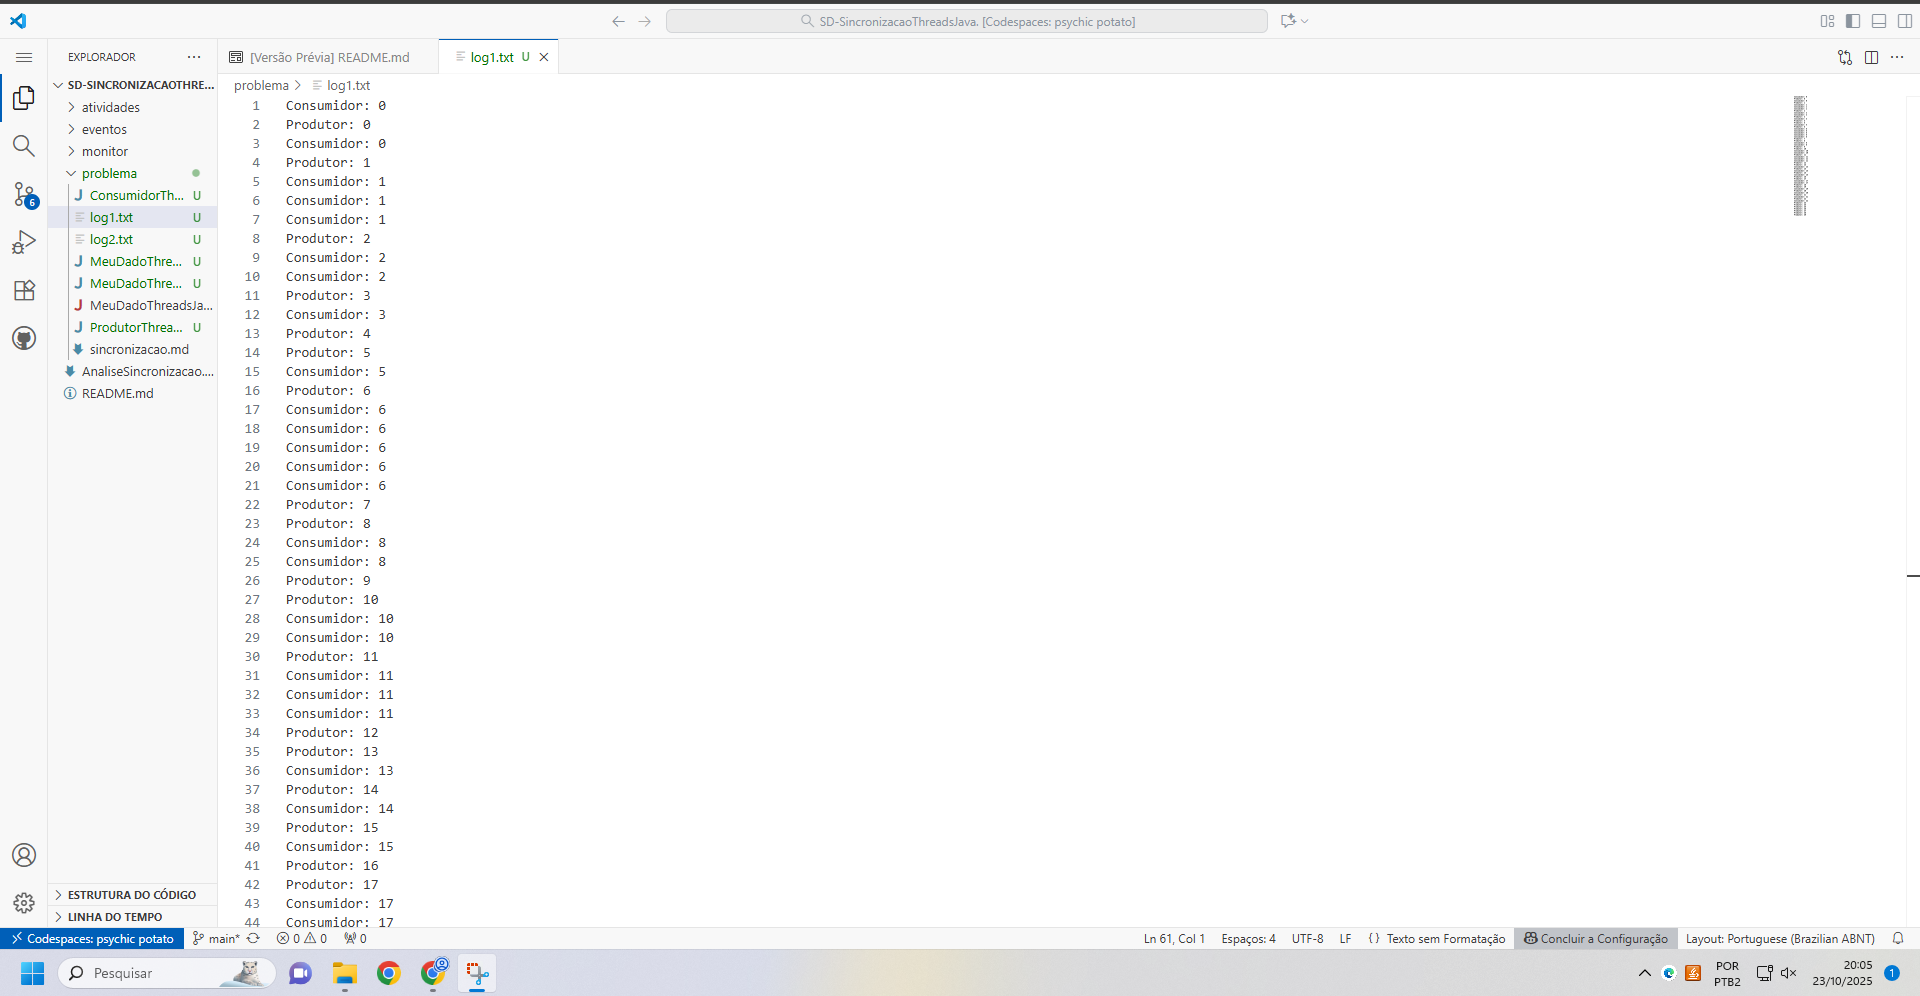 SD-SincronizacaoThreadsJava. [Codespaces: psychic potato]
EXPLORADOR
[Versão Prévia] README.md
log1.txt U
SD-SINCRONIZACAOTHRE...
atividades
eventos
monitor
problema
ConsumidorTh... U
log1.txt U
log2.txt U
MeuDadoThre... U
MeuDadoThre... U
MeuDadoThreadsJa...
ProdutorThrea... U
sincronizacao.md
AnaliseSincronizacao....
README.md
6
ESTRUTURA DO CÓDIGO
LINHA DO TEMPO
problema > log1.txt
1 Consumidor: 0
2 Produtor: 0
3 Consumidor: 0
4 Produtor: 1
5 Consumidor: 1
6 Consumidor: 1
7 Consumidor: 1
8 Produtor: 2
9 Consumidor: 2
10 Consumidor: 2
11 Produtor: 3
12 Consumidor: 3
13 Produtor: 4
14 Produtor: 5
15 Consumidor: 5
16 Produtor: 6
17 Consumidor: 6
18 Consumidor: 6
19 Consumidor: 6
20 Consumidor: 6
21 Consumidor: 6
22 Produtor: 7
23 Produtor: 8
24 Consumidor: 8
25 Consumidor: 8
26 Produtor: 9
27 Produtor: 10
28 Consumidor: 10
29 Consumidor: 10
30 Produtor: 11
31 Consumidor: 11
32 Consumidor: 11
33 Consumidor: 11
34 Produtor: 12
35 Produtor: 13
36 Consumidor: 13
37 Produtor: 14
38 Consumidor: 14
39 Produtor: 15
40 Consumidor: 15
41 Produtor: 16
42 Produtor: 17
43 Consumidor: 17
44 Consumidor: 17
Codespaces: psychic potato
main*
0 0
0
Ln 61, Col 1
Espaços: 4
UTF-8
LF
{} Texto sem Formatação
Concluir a Configuração
Layout: Portuguese (Brazilian ABNT)
Pesquisar
POR
PTB2
20:05
23/10/2025
1